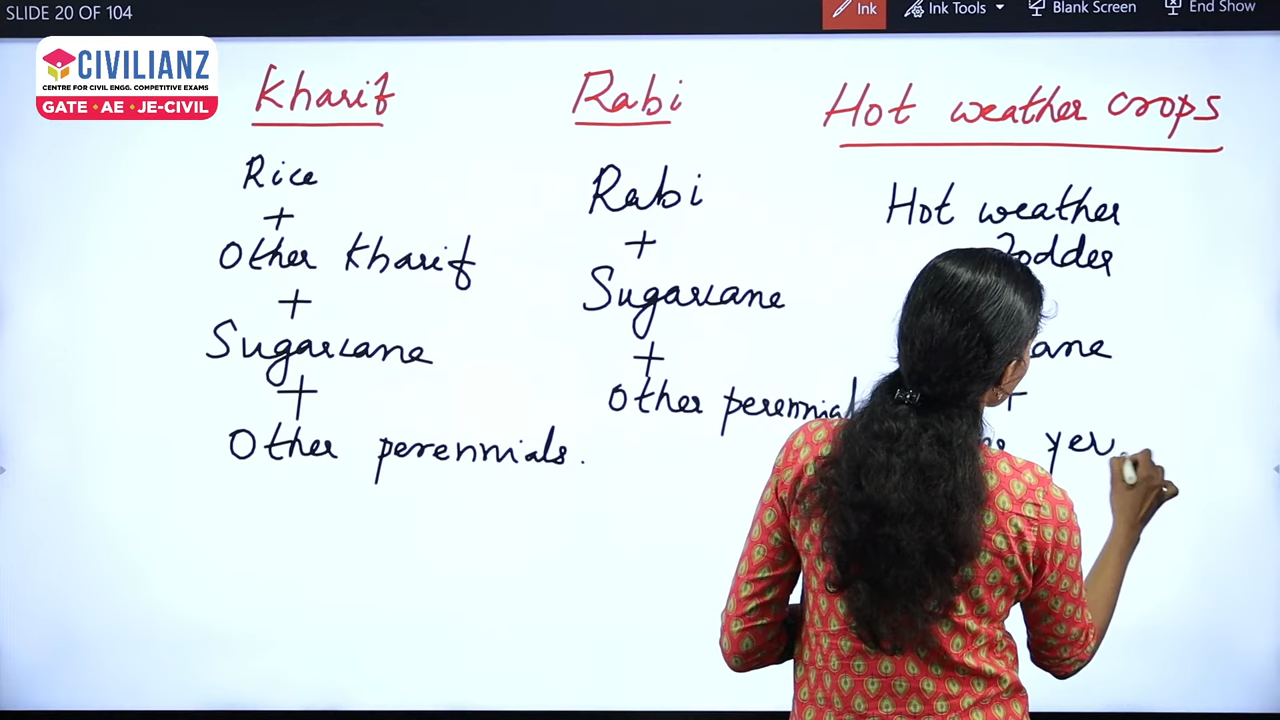 SLIDE 20 OF 104
Ink
Ink Tools
Blank Screen
End Show
CIVILIANZ
CENTRE FOR CIVIL ENGG. COMPETITIVE EXAMS
GATE • AE • JE-CIVIL
Kharif
Rice
+
Other Kharif
+
Sugarcane
+
Other perennials.
Rabi
Rabi
+
Sugarcane
+
Other perennial
Hot weather crops
Hot weather
fodder
ane
+
per